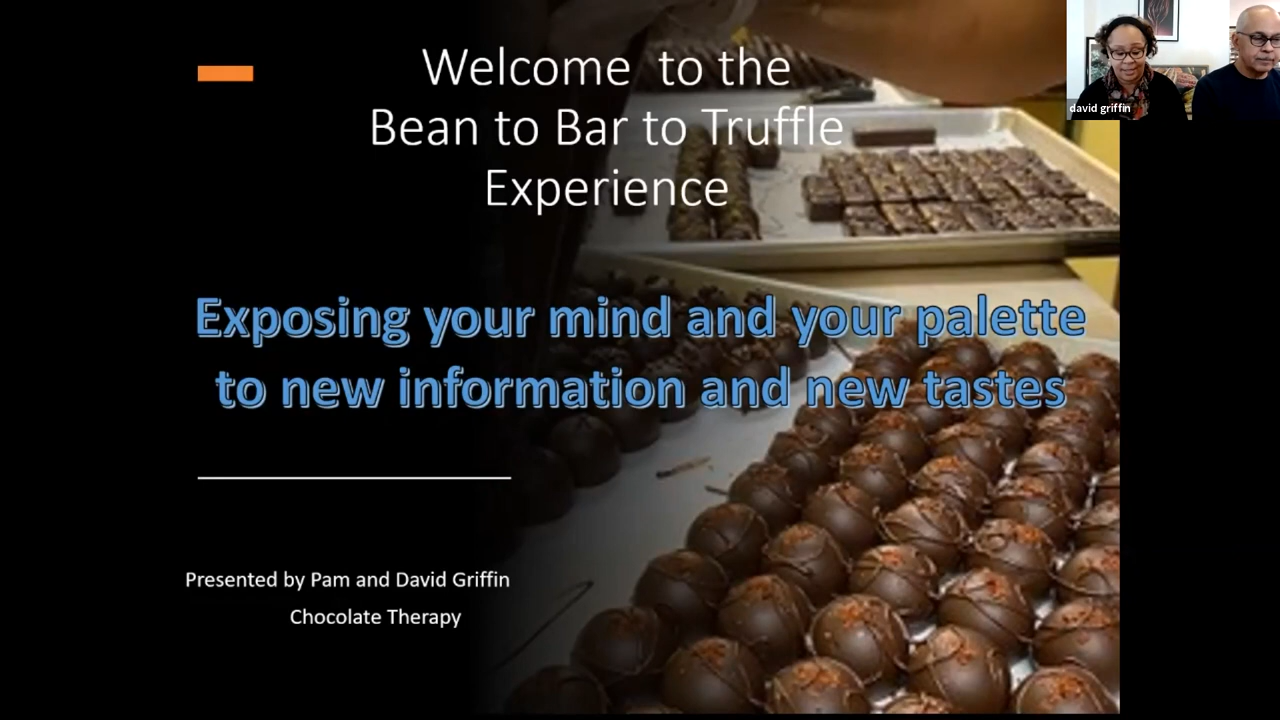 Welcome to the
Bean to Bar to Truffle
Experience
Exposing your mind and your palette
to new information and new tastes
Presented by Pam and David Griffin
Chocolate Therapy
david griffin